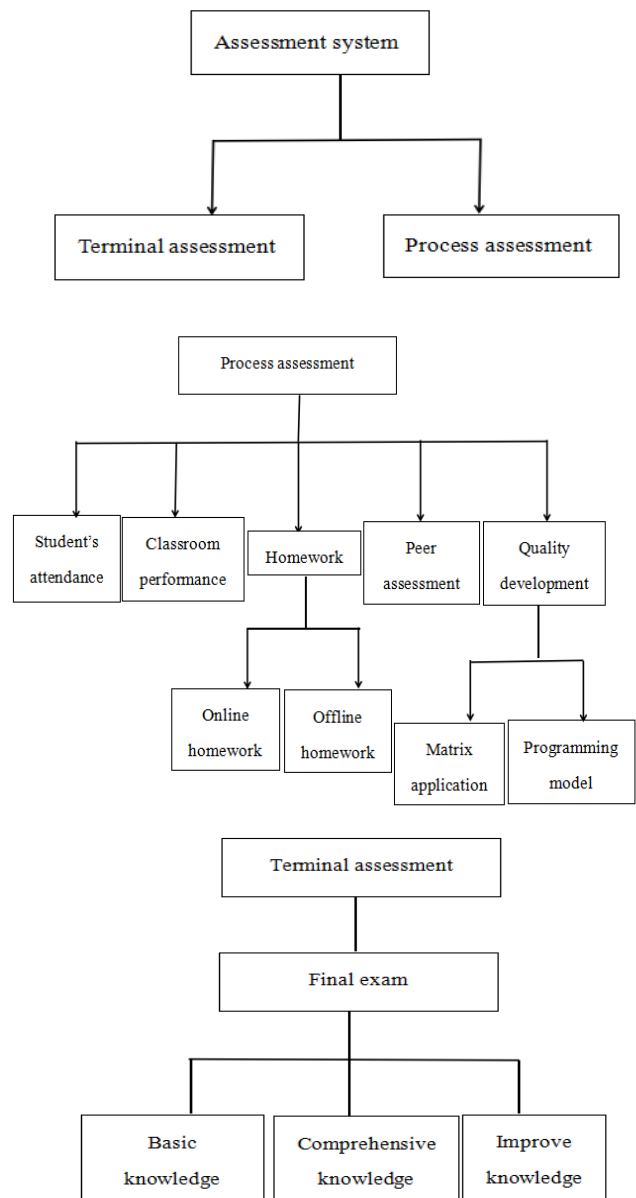 Assessment system
Terminal assessment
Process assessment
Process assessment
Student's
attendance
Classroom
performance
Homework
Peer
assessment
Quality
development
Online
homework
Offline
homework
Matrix
application
Programming
model
Terminal assessment
Final exam
Basic
knowledge
Comprehensive
knowledge
Improve
knowledge